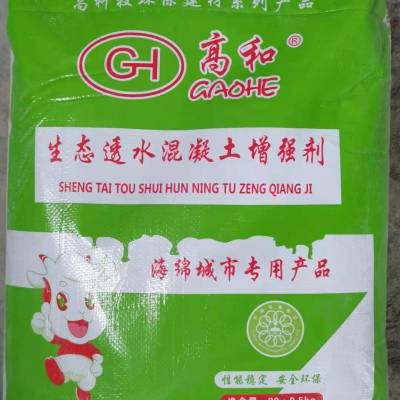 高科技环保建材系列产品
GH 高和®
GAOHE
生态透水混凝土增强剂
SHENG TAI TOU SHUI HUN NING TU ZENG QIANG JI
海绵城市专用产品
性能稳定 安全环保